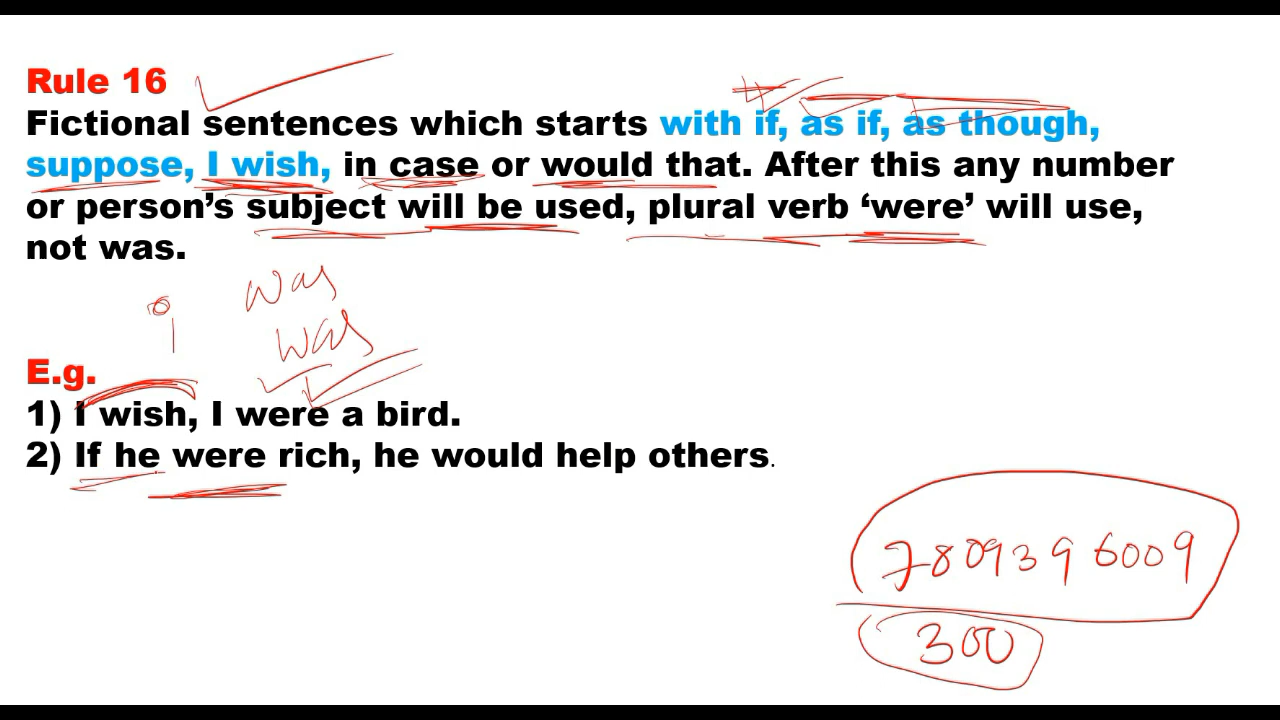 Rule 16
Fictional sentences which starts with if, as if, as though,
suppose, I wish, in case or would that. After this any number
or person’s subject will be used, plural verb ‘were’ will use,
not was.
i was
was
E.g.
1) I wish, I were a bird.
2) If he were rich, he would help others.
7809396009
300